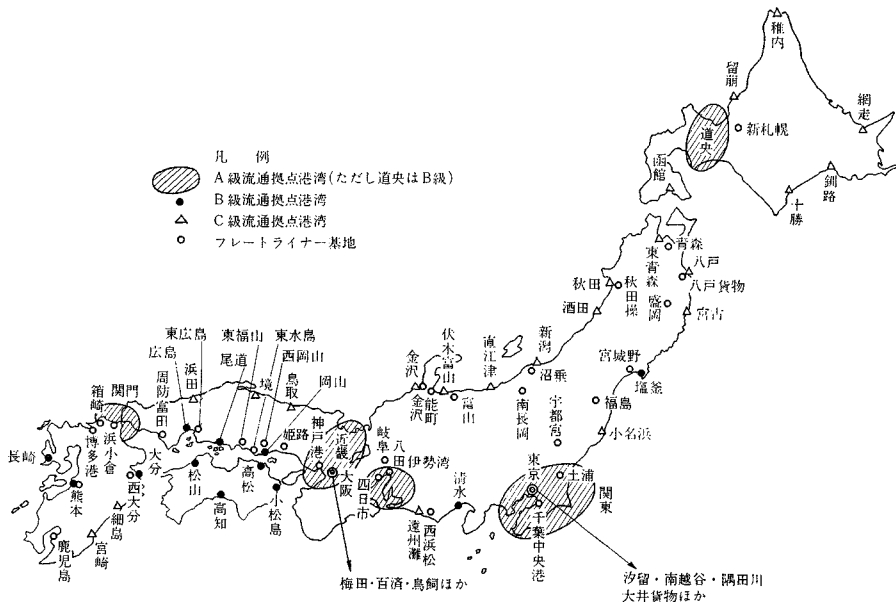 凡例
A級流通拠点港湾(ただし道央はB級)
B級流通拠点港湾
C級流通拠点港湾
フレートライナー基地
稚内
留萌
網走
新札幌
道央
函館
釧路
十勝
青森
東青森
八戸
八戸貨物
秋田
秋田操
盛岡
宮古
酒田
新潟
沼垂
宮城野
塩釜
直江津
伏木富山
金沢
金沢
能町
富山
南長岡
宇都宮
福島
小名浜
東広島
東福山
東水島
広島
尾道
西岡山
岡山
周防富田
浜田
境
鳥取
箱崎
関門
博多港
浜小倉
姫路
神戸港
近畿
大阪
岐阜
八田
伊勢湾
四日市
清水
遠州灘
西浜松
東京
土浦
関東
千葉中央港
長崎
熊本
大分
西大分
細島
宮崎
鹿児島
松山
高松
高知
小松島
梅田・百済・鳥飼ほか
汐留・南越谷・隅田川
大井貨物ほか